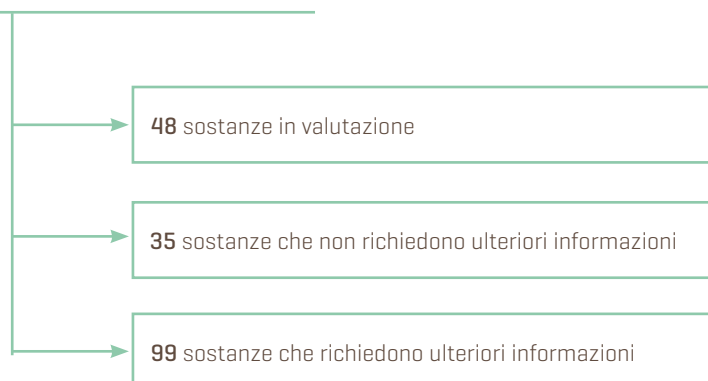 48 sostanze in valutazione
35 sostanze che non richiedono ulteriori informazioni
99 sostanze che richiedono ulteriori informazioni